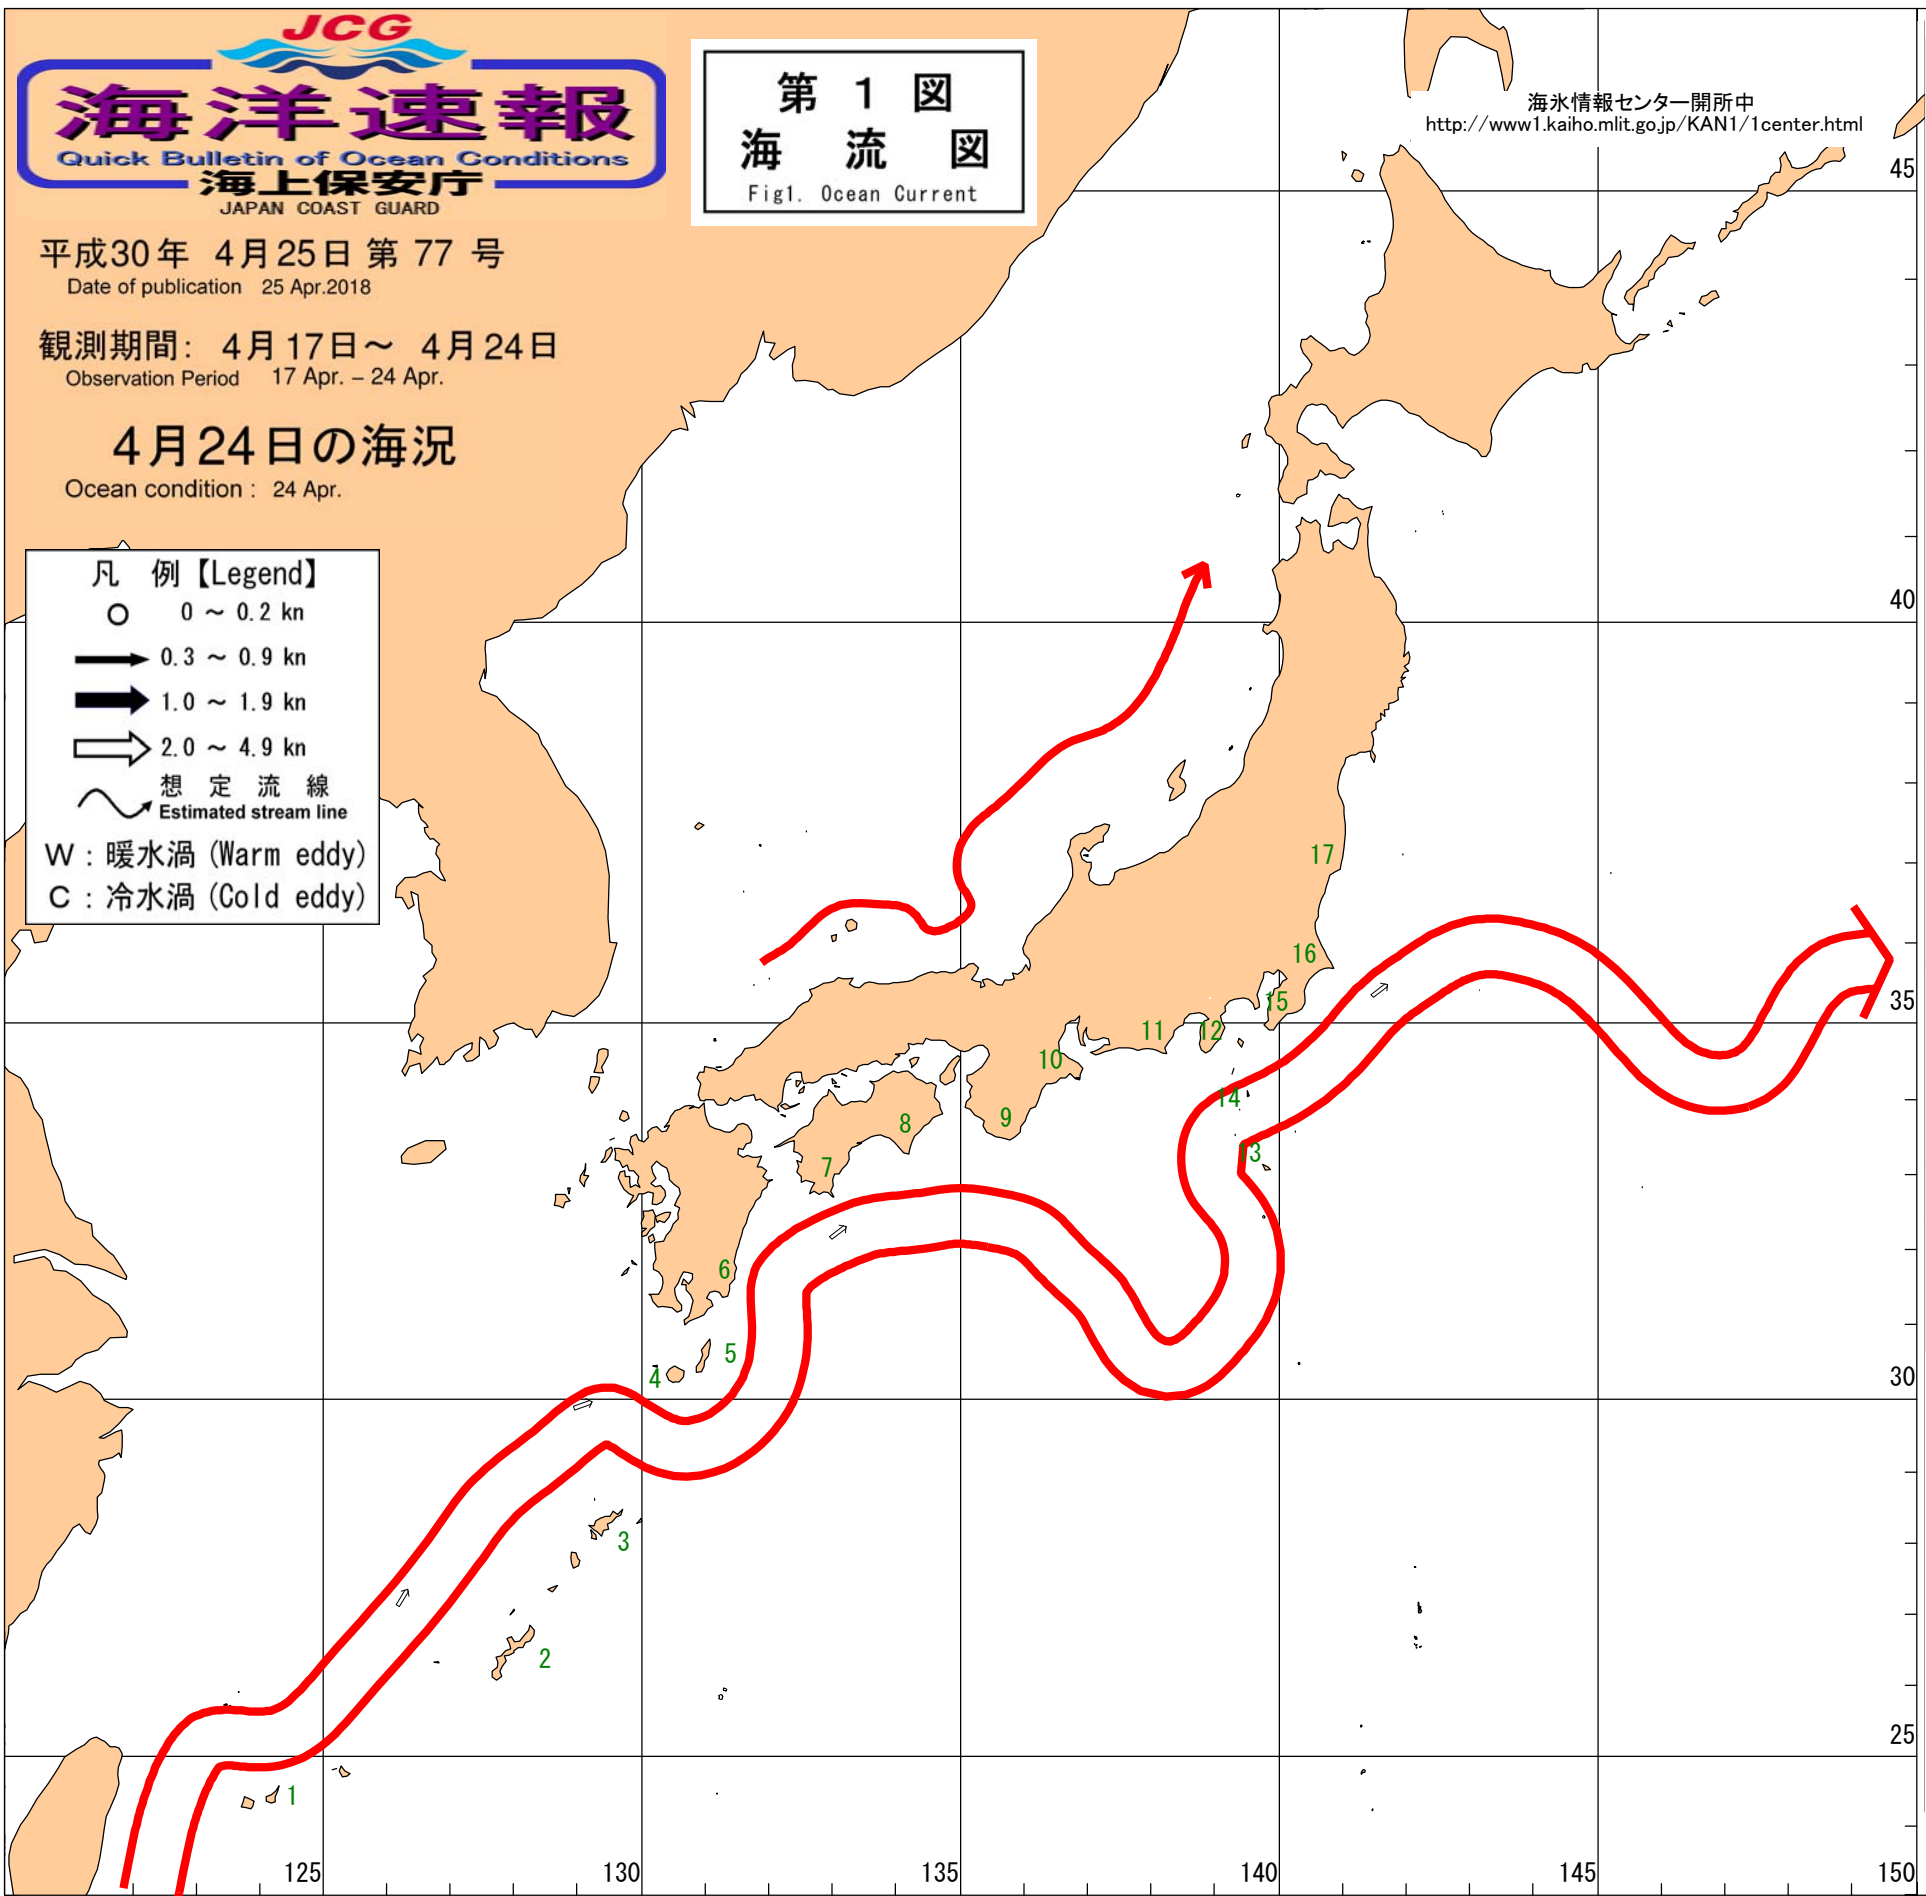 JCG
海洋速報
Quick Bulletin of Ocean Conditions
海上保安庁
JAPAN COAST GUARD
第 1 図
海 流 図
Fig1. Ocean Current
海氷情報センター開所中
http://www1.kaiho.mlit.go.jp/KAN1/1center.html
平成30年 4月25日 第 77 号
Date of publication 25 Apr.2018
観測期間: 4月17日～ 4月24日
Observation Period 17 Apr. – 24 Apr.
4月24日の海況
Ocean condition : 24 Apr.
凡 例【Legend】
0 ～ 0.2 kn
0.3 ～ 0.9 kn
1.0 ～ 1.9 kn
2.0 ～ 4.9 kn
想 定 流 線
Estimated stream line
W : 暖水渦 (Warm eddy)
C : 冷水渦 (Cold eddy)
45
40
35
30
25
17
16
15
12
11
10
14
9
8
13
7
6
5
4
3
2
1
125
130
135
140
145
150